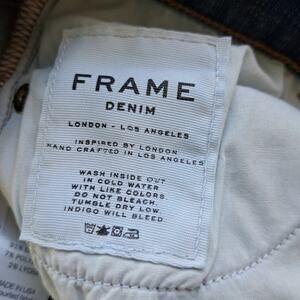 FRAME
DENIM
LONDON - LOS ANGELES
INSPIRED BY LONDON
HAND CRAFTED IN LOS ANGELES
WASH INSIDE OUT
IN COLD WATER
WITH LIKE COLORS
DO NOT BLEACH.
TUMBLE DRY LOW.
INDIGO WILL BLEED.